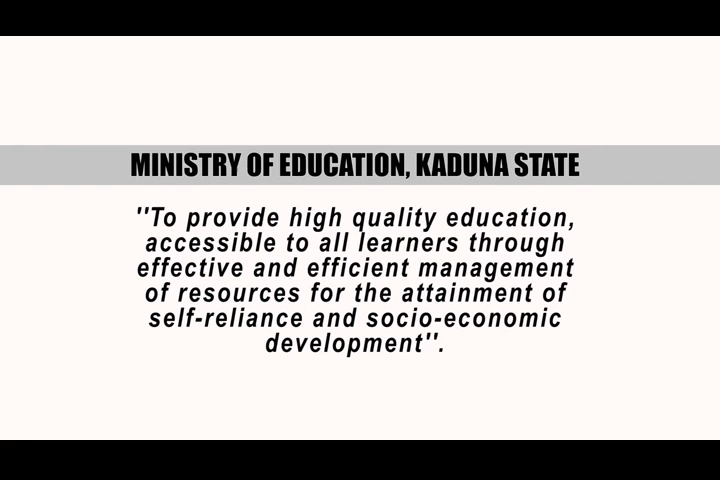 MINISTRY OF EDUCATION, KADUNA STATE
"To provide high quality education,
accessible to all learners through
effective and efficient management
of resources for the attainment of
self-reliance and socio-economic
development".